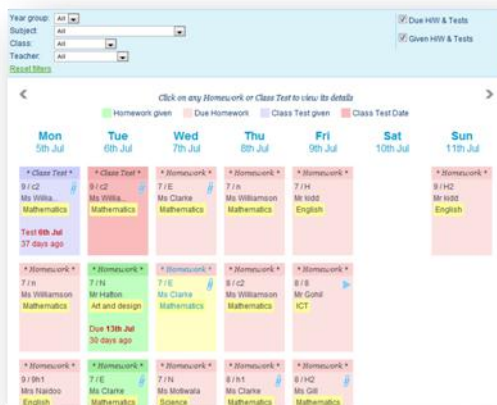 Year group: All
Subject: All
Class: All
Teacher: All
Reset filters
Due H/W & Tests
Given H/W & Tests
Click on any Homework or Class Test to view its details
Homework given Due Homework Class Test given Class Test Date
Mon Tue Wed Thu Fri Sat Sun
5th Jul 6th Jul 7th Jul 8th Jul 9th Jul 10th Jul 11th Jul
* Class Test *
9 / c2
Ms Willia...
Mathematics
Test 6th Jul
37 days ago
* Class Test *
9 / c2
Ms Willia...
Mathematics
* Homework *
7 / E
Ms Clarke
Mathematics
* Homework *
7 / n
Ms Williamson
Mathematics
* Homework *
7 / H
Mr kidd
English
* Homework *
9 / H2
Mr kidd
English
* Homework *
7 / n
Ms Williamson
Mathematics
* Homework *
7 / N
Mr Hatton
Art and design
Due 13th Jul
30 days ago
* Homework *
7 / E
Ms Clarke
Mathematics
* Homework *
8 / c2
Ms Williamson
Mathematics
* Homework *
8 / 8
Mr Gohil
ICT
* Homework *
9 / 9h1
Mrs Naidoo
English
* Homework *
7 / E
Ms Clarke
Mathematics
* Homework *
7 / N
Ms Motiwala
Science
* Homework *
8 / h1
Ms Clarke
Mathematics
* Homework *
8 / H2
Ms Gill
Mathematics